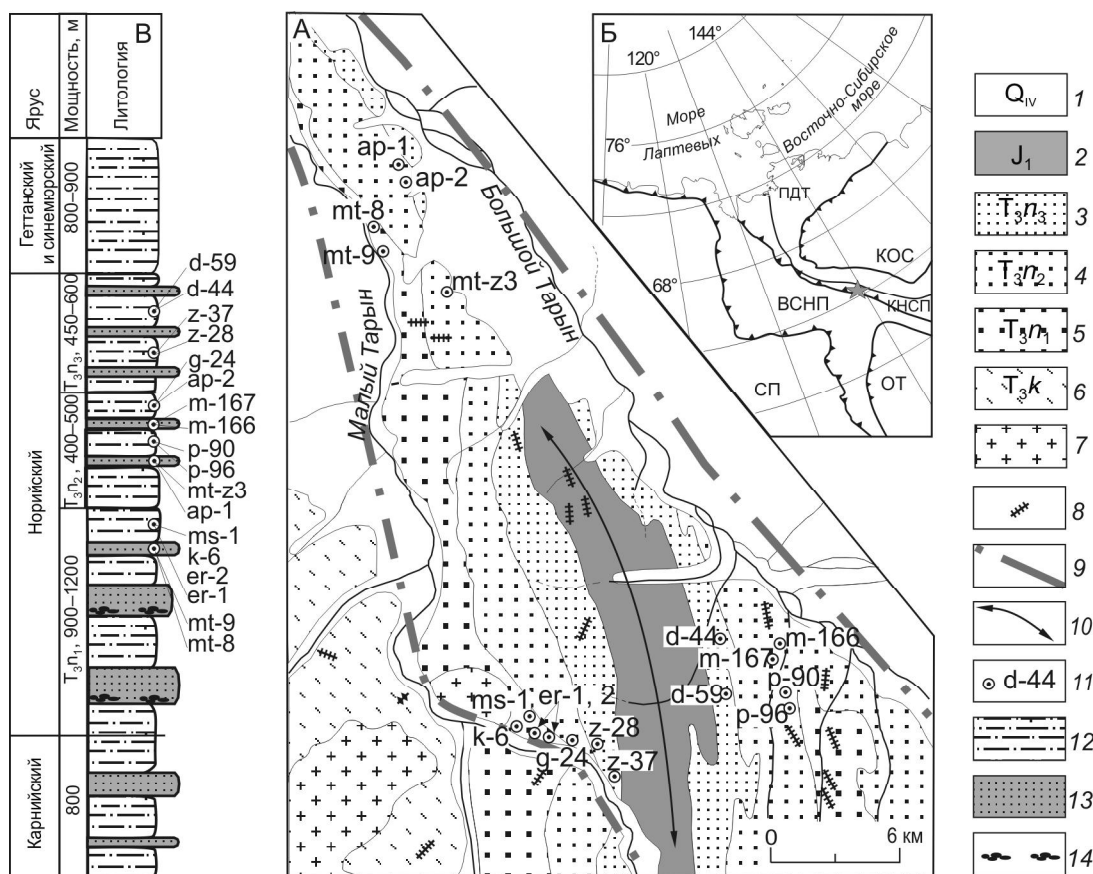 Ярус
Мощность, м
Литология
В
Геттанский
и синемюрский
800–900
Норийский
T₃n₃, 450–600
T₃n₂, 400–500
T₃n₁, 900–1200
Карнийский
800
d-59
d-44
z-37
z-28
g-24
ap-2
m-167
m-166
p-90
p-96
mt-z3
ap-1
ms-1
k-6
er-2
er-1
mt-9
mt-8
А
ap-1
ap-2
mt-8
mt-9
mt-z3
Большой Тарын
Малый Тарын
d-44
m-166
m-167
p-90
d-59
p-96
ms-1
er-1, 2
k-6
z-28
g-24
z-37
0 6 км
Б
144°
120°
Море
Лаптевых
Восточно-Сибирское
море
76°
ПДТ
КОС
68°
ВСНП
КНСП
СП
ОТ
Q_IV 1
J₁ 2
T₃n₃ 3
T₃n₂ 4
T₃n₁ 5
T₃k 6
7
8
9
10
d-44 11
12
13
14